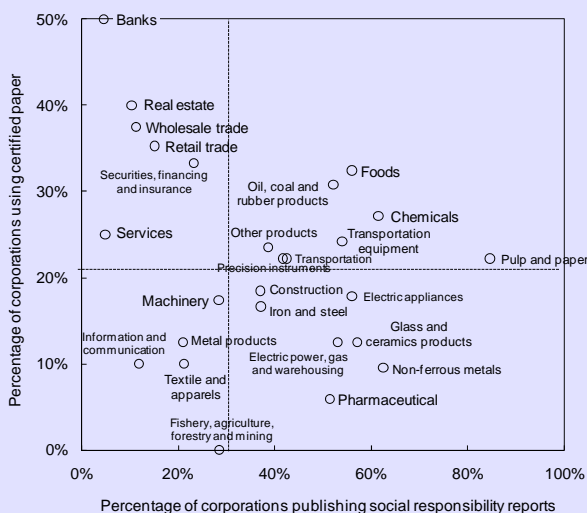 Percentage of corporations using certified paper
50%
40%
30%
20%
10%
0%
Banks
Real estate
Wholesale trade
Retail trade
Securities, financing
and insurance
Services
Foods
Oil, coal and
rubber products
Chemicals
Other products
Transportation
equipment
Transportation
Precision instruments
Pulp and paper
Machinery
Construction
Electric appliances
Iron and steel
Information and
communication
Metal products
Glass and
ceramics products
Electric power, gas
and warehousing
Textile and
apparels
Non-ferrous metals
Pharmaceutical
Fishery, agriculture,
forestry and mining
0%
20%
40%
60%
80%
100%
Percentage of corporations publishing social responsibility reports